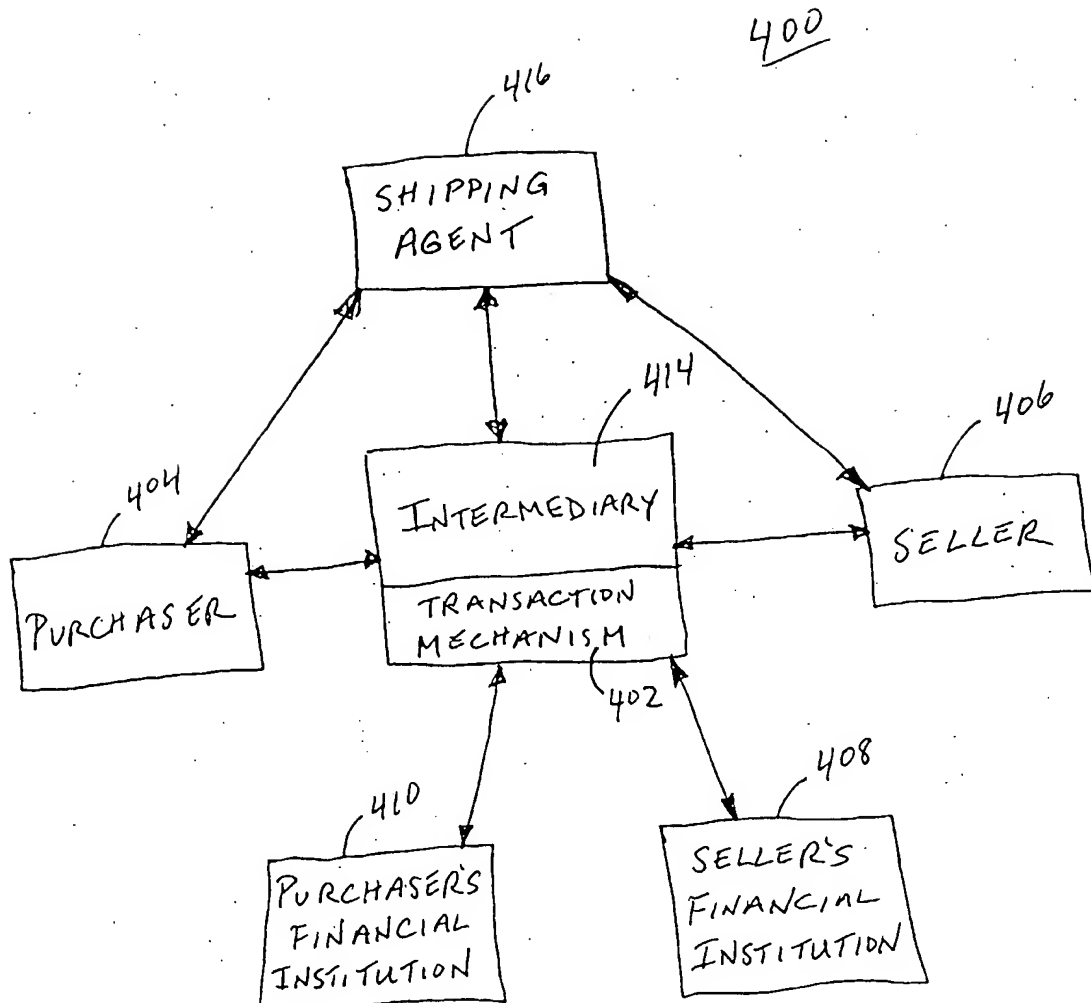 400
416
SHIPPING
AGENT
414
406
404
INTERMEDIARY
SELLER
PURCHASER
TRANSACTION
MECHANISM
402
408
410
PURCHASER'S
FINANCIAL
INSTITUTION
SELLER'S
FINANCIAL
INSTITUTION